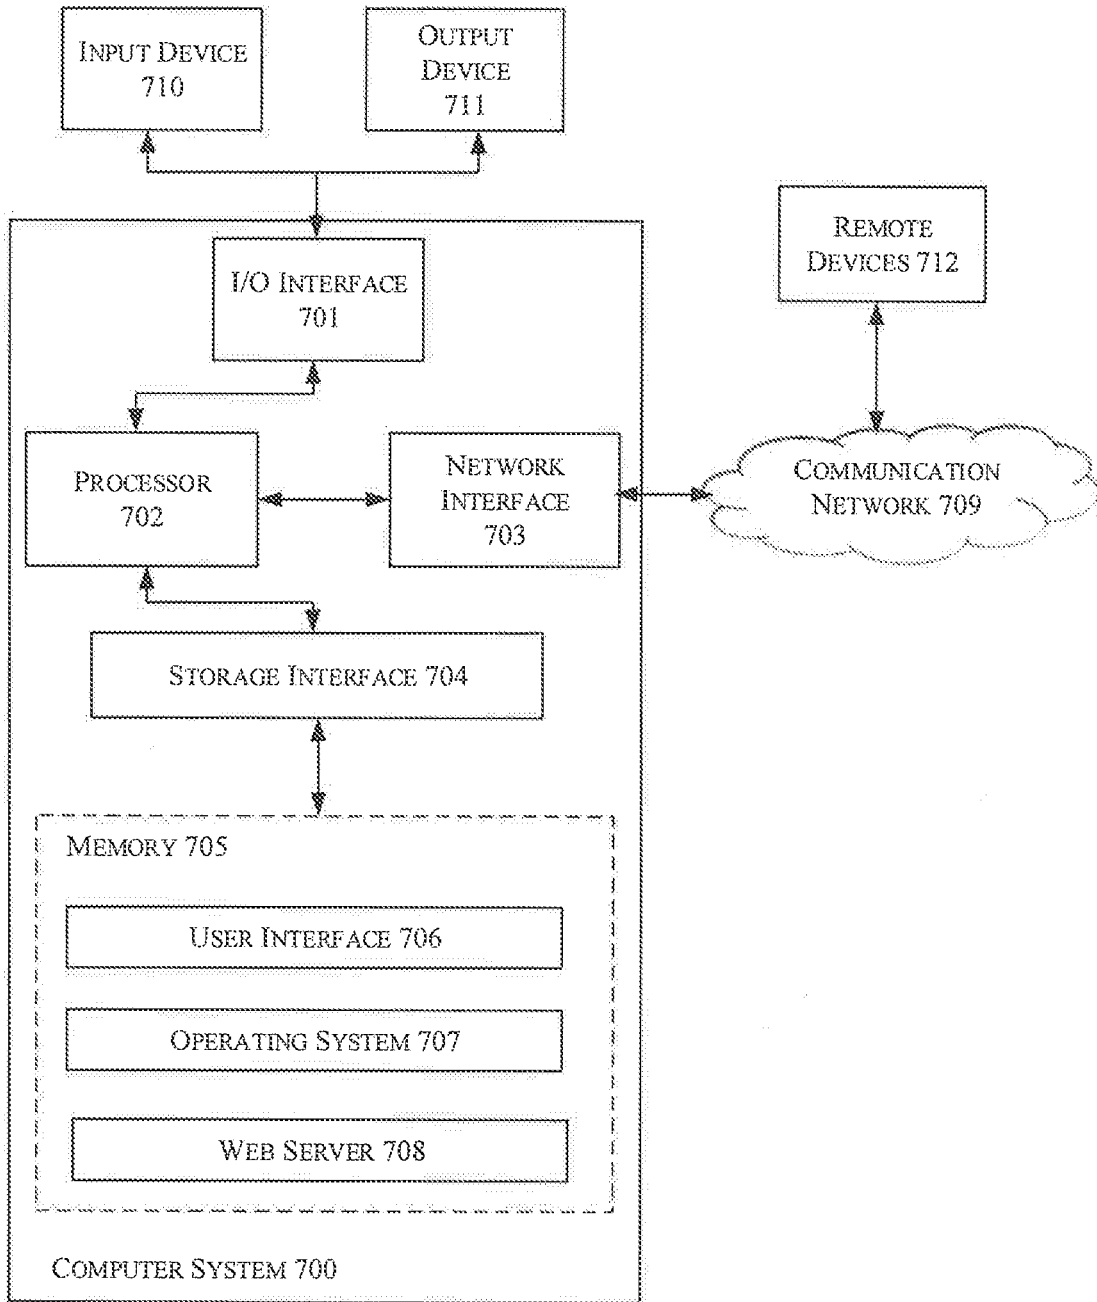 INPUT DEVICE
710
OUTPUT
DEVICE
711
REMOTE
DEVICES 712
I/O INTERFACE
701
PROCESSOR
702
NETWORK
INTERFACE
703
COMMUNICATION
NETWORK 709
STORAGE INTERFACE 704
MEMORY 705
USER INTERFACE 706
OPERATING SYSTEM 707
WEB SERVER 708
COMPUTER SYSTEM 700